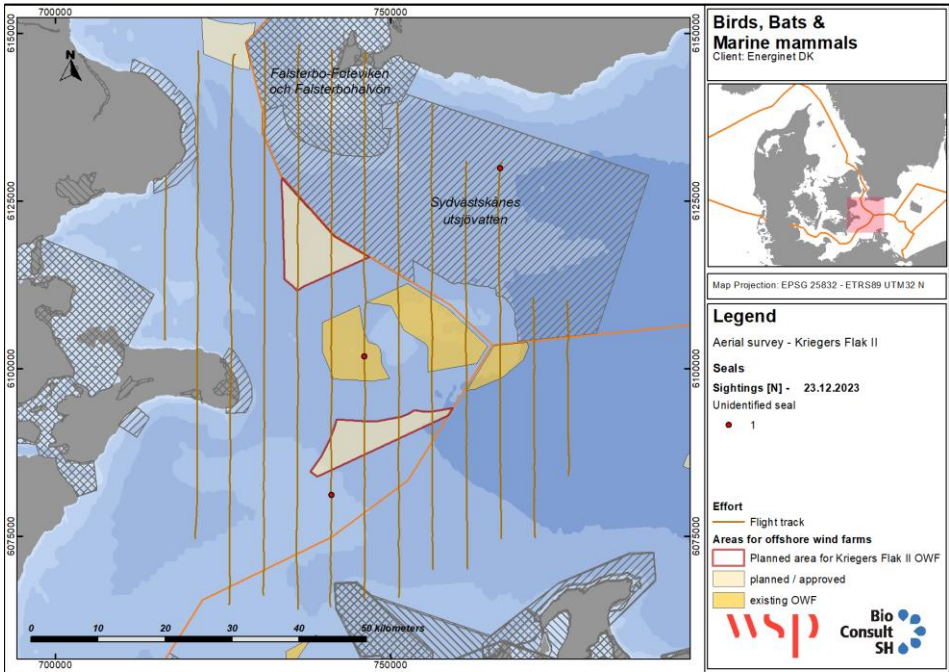 700000
750000
6150000
6150000
N
Falsterbo-Foteviken
och Falsterbohalvön
6125000
6125000
Sydvästskånes
utsjövatten
6100000
6100000
6075000
6075000
0 10 20 30 40 50 kilometers
700000
750000
Birds, Bats &
Marine mammals
Client: Energinet DK
Map Projection: EPSG 25832 - ETRS89 UTM32 N
Legend
Aerial survey - Kriegers Flak II
Seals
Sightings [N] - 23.12.2023
Unidentified seal
1
Effort
Flight track
Areas for offshore wind farms
Planned area for Kriegers Flak II OWF
planned / approved
existing OWF
wsp
Bio
Consult
SH